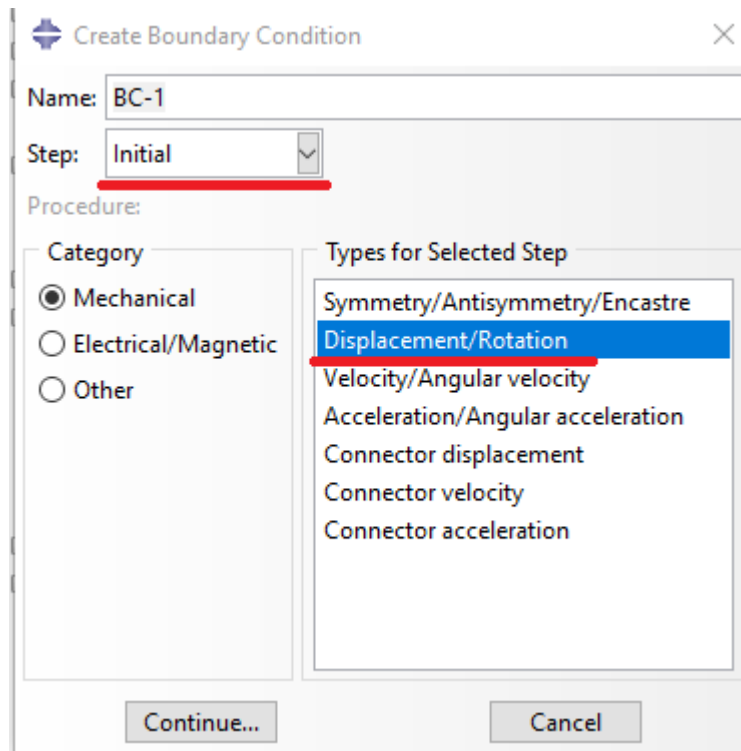 Create Boundary Condition
Name: BC-1
Step: Initial
Procedure:
Category
Mechanical
Electrical/Magnetic
Other
Types for Selected Step
Symmetry/Antisymmetry/Encastre
Displacement/Rotation
Velocity/Angular velocity
Acceleration/Angular acceleration
Connector displacement
Connector velocity
Connector acceleration
Continue... Cancel